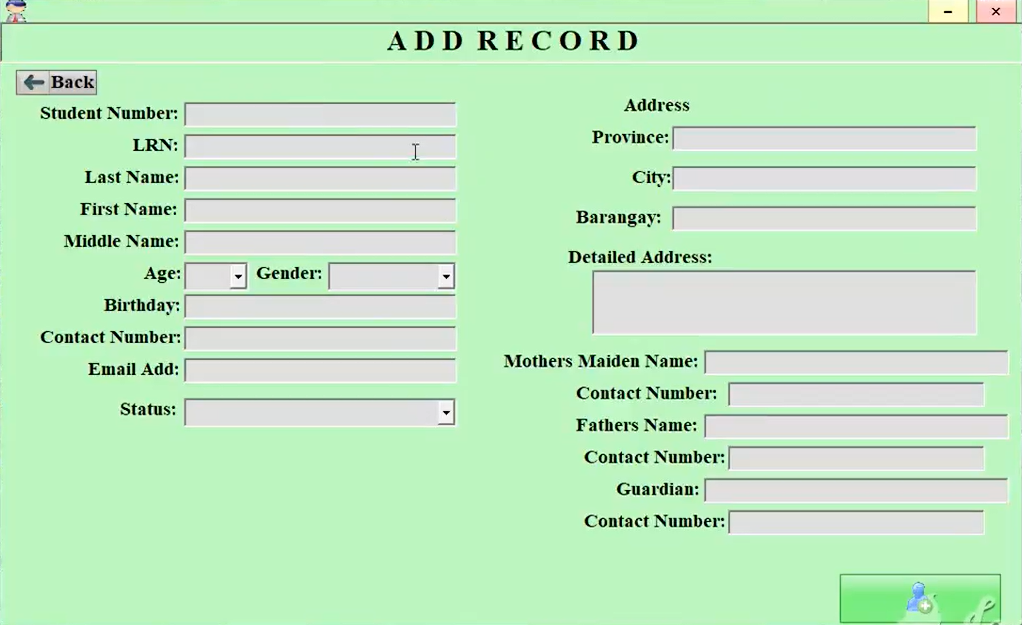 ADD RECORD
Back
Student Number:
LRN:
Last Name:
First Name:
Middle Name:
Age: Gender:
Birthday:
Contact Number:
Email Add:
Status:
Address
Province:
City:
Barangay:
Detailed Address:
Mothers Maiden Name:
Contact Number:
Fathers Name:
Contact Number:
Guardian:
Contact Number: